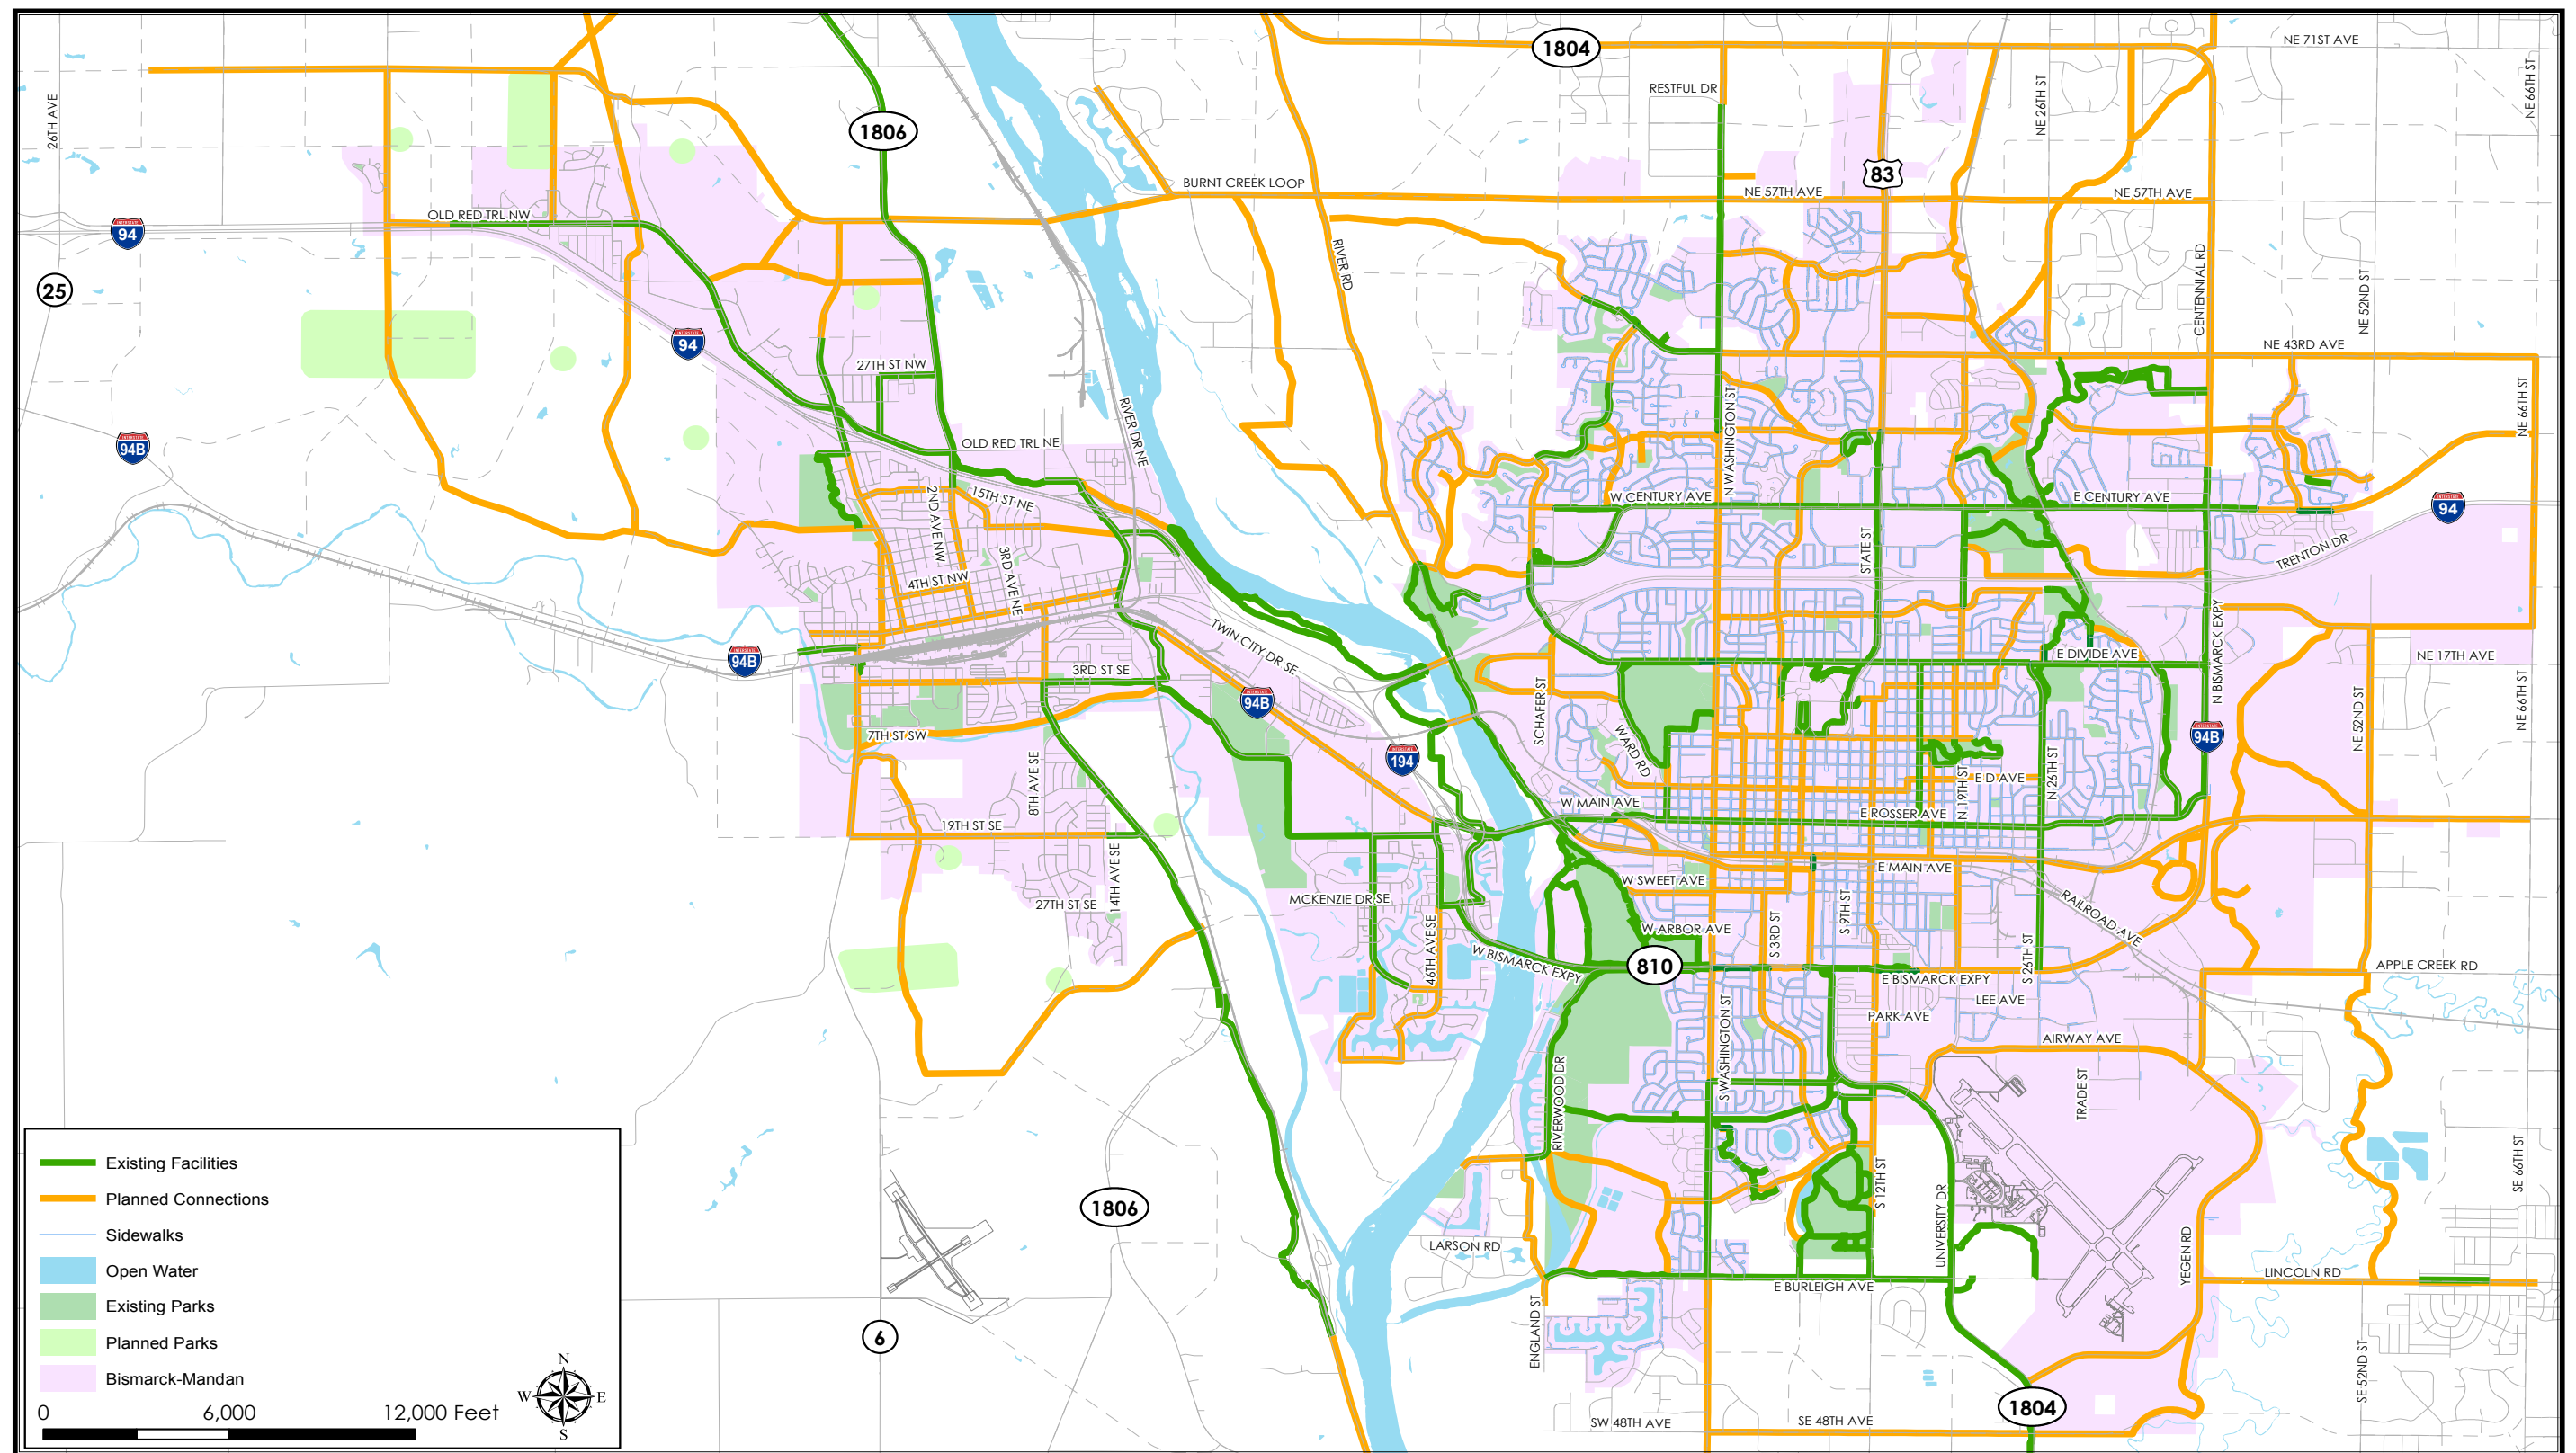 1804
NE 71ST AVE
RESTFUL DR
26TH AVE
NE 26TH ST
NE 66TH ST
1806
83
BURNT CREEK LOOP
NE 57TH AVE
NE 57TH AVE
OLD RED TRL NW
94
RIVER RD
CENTENNIAL RD
NE 52ND ST
25
94
NE 43RD AVE
27TH ST NW
N WASHINGTON ST
NE 66TH ST
RIVER DR NE
94B
OLD RED TRL NE
2ND AVE NW
15TH ST NE
W CENTURY AVE
E CENTURY AVE
94
STATE ST
TRENTON DR
3RD AVE NE
4TH ST NW
N BISMARCK EXPY
TWIN CITY DR SE
94B
E DIVIDE AVE
NE 17TH AVE
3RD ST SE
94B
SCHAFER ST
NE 52ND ST
NE 66TH ST
7TH ST SW
WARD RD
94B
194
8TH AVE SE
N 19TH ST
E D AVE
N 26TH ST
W MAIN AVE
E ROSSER AVE
19TH ST SE
14TH AVE SE
E MAIN AVE
W SWEET AVE
MCKENZIE DR SE
27TH ST SE
S 9TH ST
RAILROAD AVE
46TH AVE SE
W ARBOR AVE
S 3RD ST
S 26TH ST
W BISMARCK EXPY
810
E BISMARCK EXPY
APPLE CREEK RD
LEE AVE
S WASHINGTON ST
PARK AVE
AIRWAY AVE
RIVERWOOD DR
TRADE ST
Existing Facilities
SE 66TH ST
S 12TH ST
Planned Connections
1806
UNIVERSITY DR
Sidewalks
LARSON RD
YEGEN RD
Open Water
LINCOLN RD
E BURLEIGH AVE
Existing Parks
ENGLAND ST
6
Planned Parks
SE 52ND ST
Bismarck-Mandan
N
W E
S
0 6,000 12,000 Feet
1804
SW 48TH AVE
SE 48TH AVE